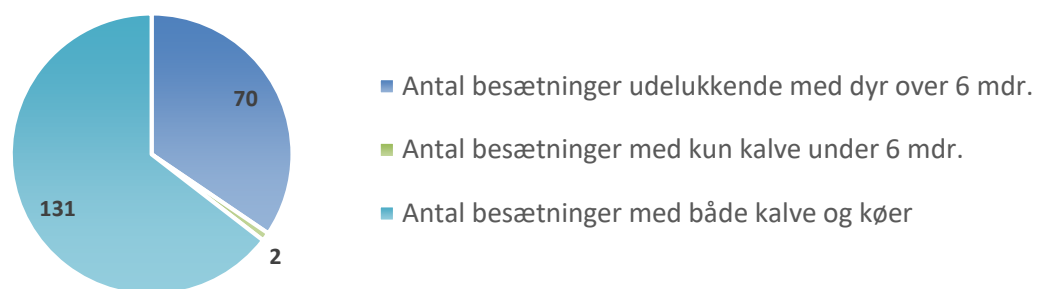 70
131
2
Antal besætninger udelukkende med dyr over 6 mdr.
Antal besætninger med kun kalve under 6 mdr.
Antal besætninger med både kalve og køer